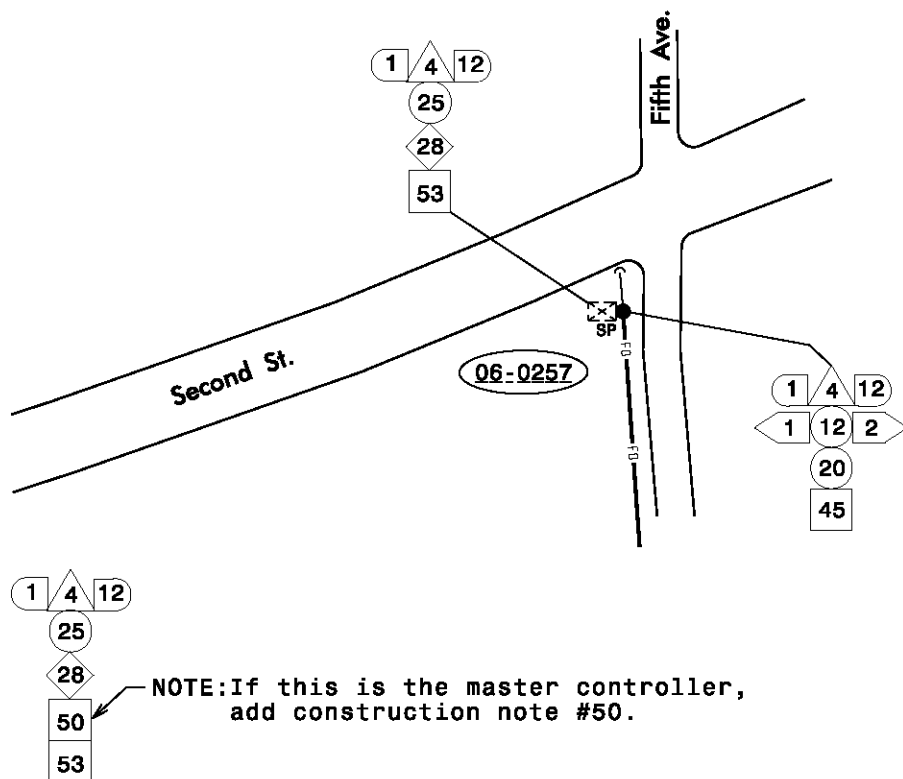 Fifth Ave.
1 4 12
25
28
53
SP
FO
Second St.
06-0257
1 4 12
1 12 2
FO
20
45
1 4 12
25
28
50
53
NOTE:If this is the master controller,
add construction note #50.